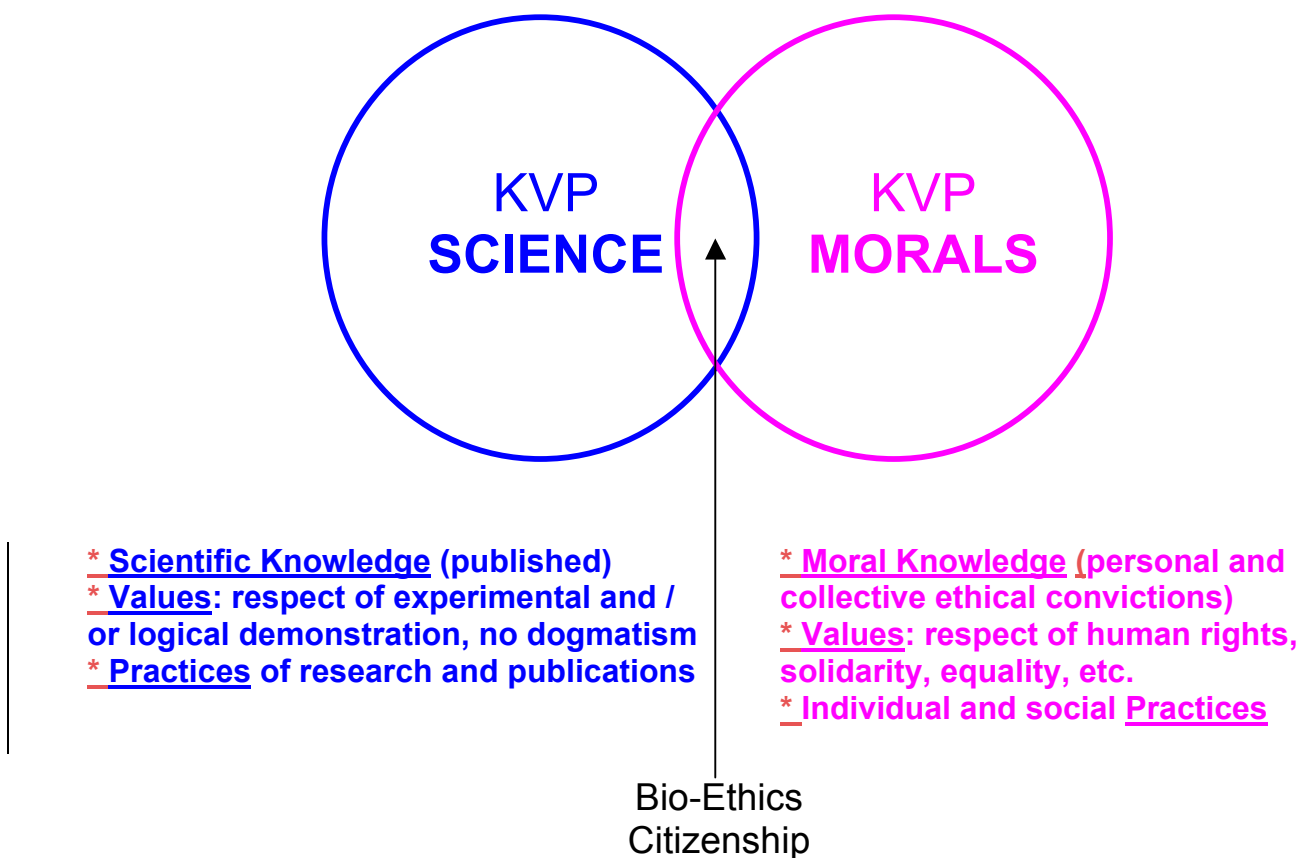 KVP
SCIENCE
KVP
MORALS
* Scientific Knowledge (published)
* Values: respect of experimental and /
or logical demonstration, no dogmatism
* Practices of research and publications
* Moral Knowledge (personal and
collective ethical convictions)
* Values: respect of human rights,
solidarity, equality, etc.
* Individual and social Practices
Bio-Ethics
Citizenship